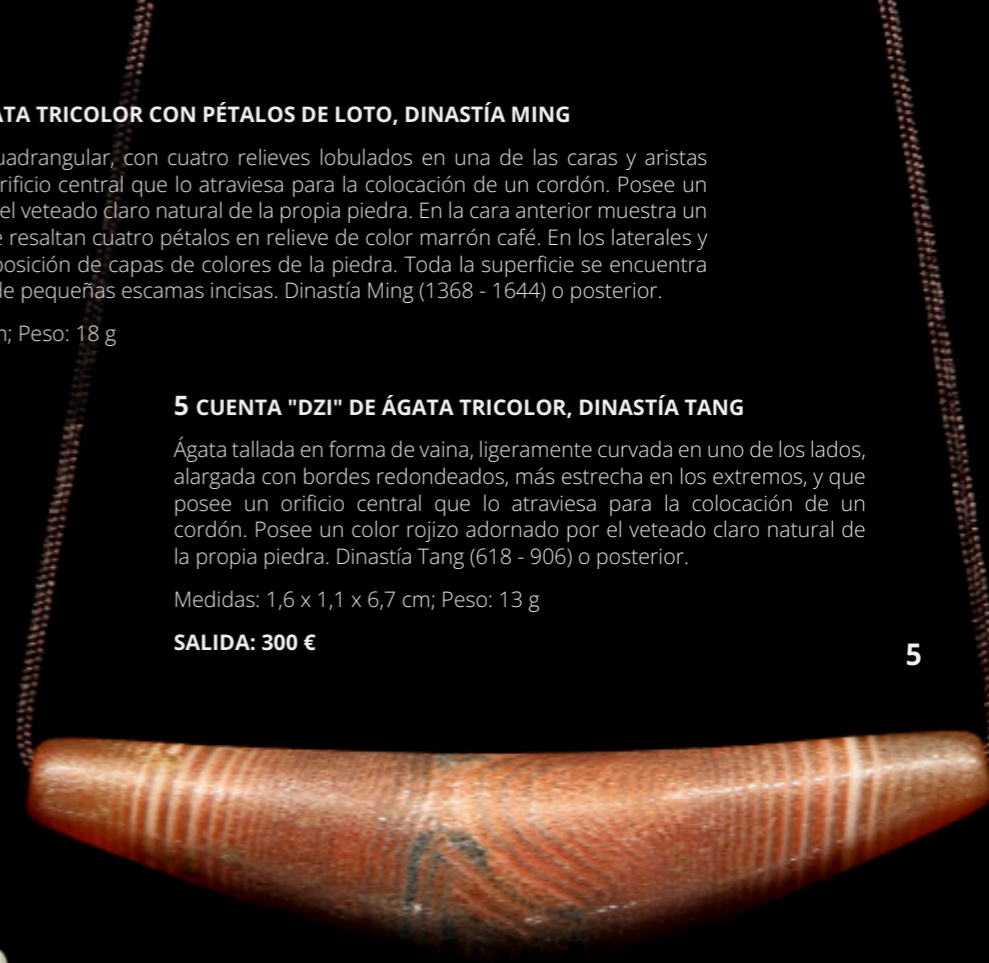 TRICOLOR CON PÉTALOS DE LOTO, DINASTÍA MING
con cuatro relieves lobulados en una de las caras y aristas
central que lo atraviesa para la colocación de un cordón. Posee un
el veteado claro natural de la propia piedra. En la cara anterior muestra un
resaltan cuatro pétalos en relieve de color marrón café. En los laterales y
de capas de colores de la piedra. Toda la superficie se encuentra
de pequeñas escamas incisas. Dinastía Ming (1368 - 1644) o posterior.
Peso: 18 g
5 CUENTA "DZI" DE ÁGATA TRICOLOR, DINASTÍA TANG
Ágata tallada en forma de vaina, ligeramente curvada en uno de los lados,
alargada con bordes redondeados, más estrecha en los extremos, y que
posee un orificio central que lo atraviesa para la colocación de un
cordón. Posee un color rojizo adornado por el veteado claro natural de
la propia piedra. Dinastía Tang (618 - 906) o posterior.
Medidas: 1,6 x 1,1 x 6,7 cm; Peso: 13 g
SALIDA: 300 €
5